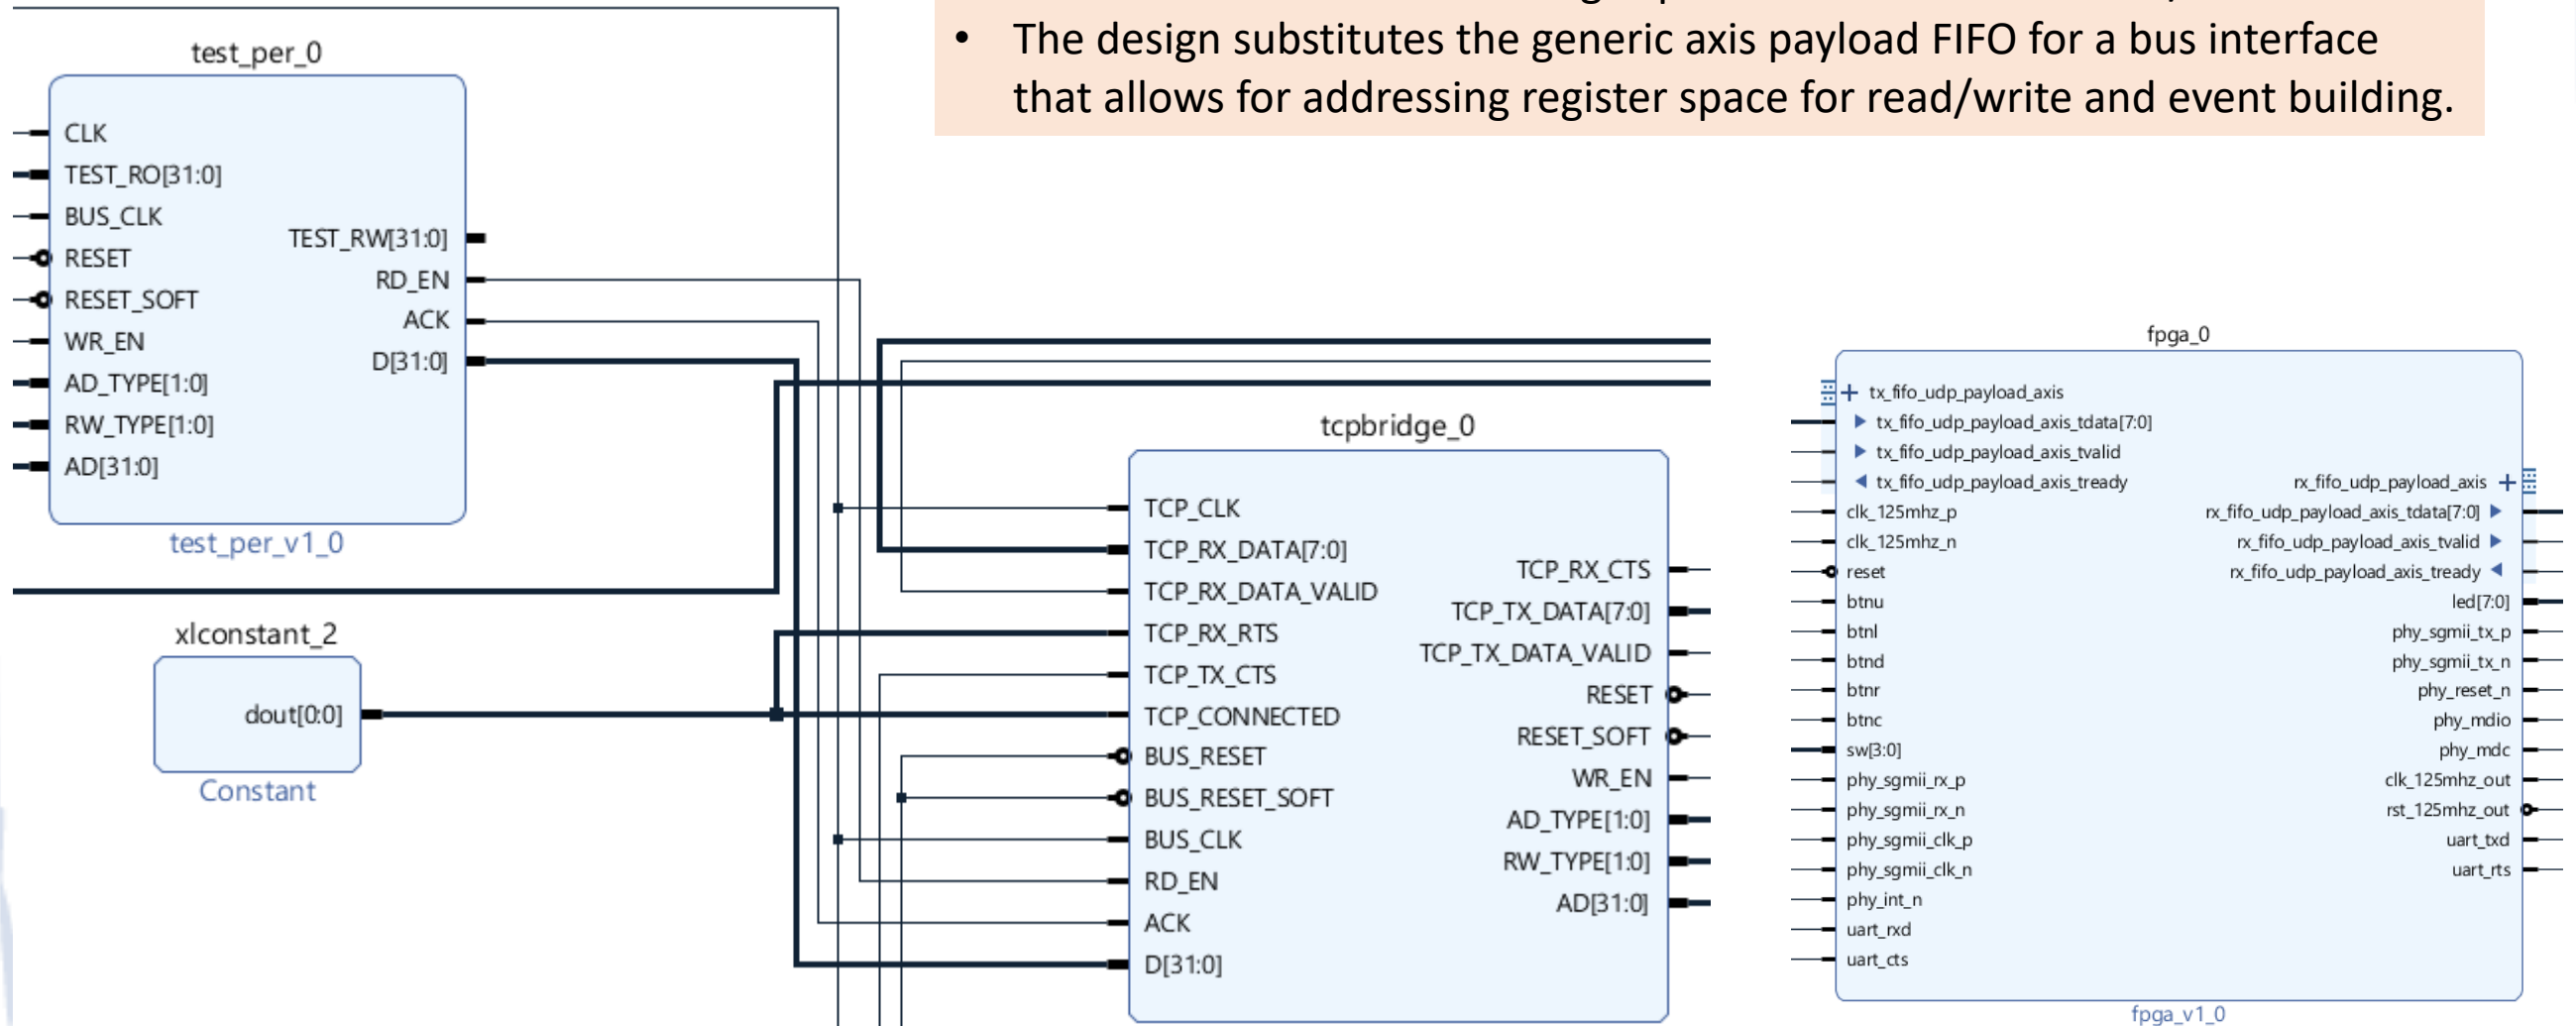 • The design substitutes the generic axis payload FIFO for a bus interface
that allows for addressing register space for read/write and event building.
test_per_0
CLK
TEST_RO[31:0]
BUS_CLK
RESET
RESET_SOFT
WR_EN
AD_TYPE[1:0]
RW_TYPE[1:0]
AD[31:0]
TEST_RW[31:0]
RD_EN
ACK
D[31:0]
test_per_v1_0
xlconstant_2
dout[0:0]
Constant
tcpbridge_0
TCP_CLK
TCP_RX_DATA[7:0]
TCP_RX_DATA_VALID
TCP_RX_RTS
TCP_TX_CTS
TCP_CONNECTED
BUS_RESET
BUS_RESET_SOFT
BUS_CLK
RD_EN
ACK
D[31:0]
TCP_RX_CTS
TCP_TX_DATA[7:0]
TCP_TX_DATA_VALID
RESET
RESET_SOFT
WR_EN
AD_TYPE[1:0]
RW_TYPE[1:0]
AD[31:0]
fpga_0
tx_fifo_udp_payload_axis
tx_fifo_udp_payload_axis_tdata[7:0]
tx_fifo_udp_payload_axis_tvalid
tx_fifo_udp_payload_axis_tready
clk_125mhz_p
clk_125mhz_n
reset
btnu
btnl
btnd
btnr
btnc
sw[3:0]
phy_sgmii_rx_p
phy_sgmii_rx_n
phy_sgmii_clk_p
phy_sgmii_clk_n
phy_int_n
uart_rxd
uart_cts
rx_fifo_udp_payload_axis
rx_fifo_udp_payload_axis_tdata[7:0]
rx_fifo_udp_payload_axis_tvalid
rx_fifo_udp_payload_axis_tready
led[7:0]
phy_sgmii_tx_p
phy_sgmii_tx_n
phy_reset_n
phy_mdio
phy_mdc
clk_125mhz_out
rst_125mhz_out
uart_txd
uart_rts
fpga_v1_0